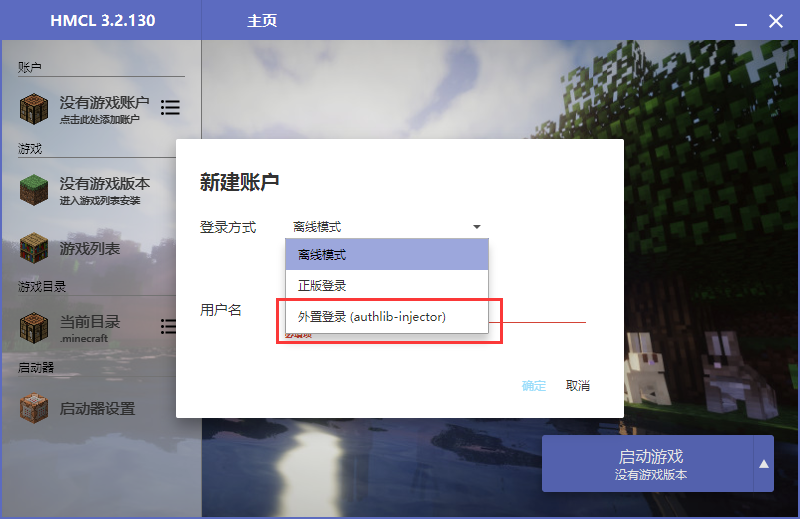 HMCL 3.2.130
主页
账户
没有游戏账户
点击此处添加账户
游戏
没有游戏版本
进入游戏列表安装
游戏列表
游戏目录
当前目录
.minecraft
启动器
启动器设置
新建账户
登录方式
离线模式
离线模式
正版登录
外置登录 (authlib-injector)
用户名
确定
取消
启动游戏
没有游戏版本